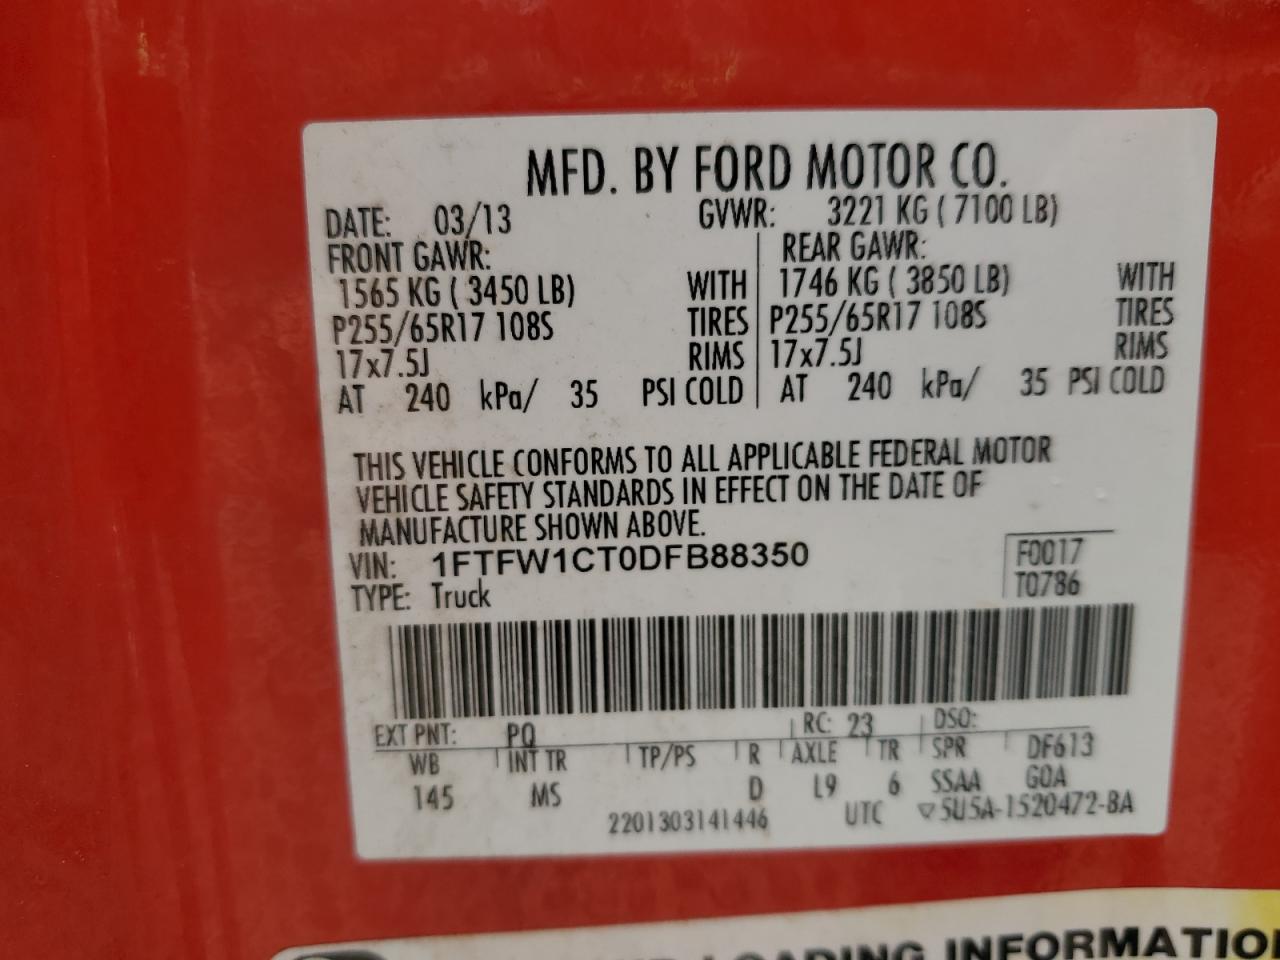 MFD. BY FORD MOTOR CO.
DATE: 03/13 GVWR: 3221 KG ( 7100 LB)
FRONT GAWR: REAR GAWR:
1565 KG ( 3450 LB) WITH 1746 KG ( 3850 LB) WITH
P255/65R17 108S TIRES P255/65R17 108S TIRES
17x7.5J RIMS 17x7.5J RIMS
AT 240 kPa/ 35 PSI COLD AT 240 kPa/ 35 PSI COLD
THIS VEHICLE CONFORMS TO ALL APPLICABLE FEDERAL MOTOR
VEHICLE SAFETY STANDARDS IN EFFECT ON THE DATE OF
MANUFACTURE SHOWN ABOVE.
VIN: 1FTFW1CT0DFB88350 F0017
TYPE: Truck T0786
EXT PNT: PQ RC: 23 DSO:
WB INT TR TP/PS R AXLE TR SPR DF613
145 MS D L9 6 SSAA GQA
2201303141446 UTC ▽5U5A-1520472-BA
LOADING INFORMATION